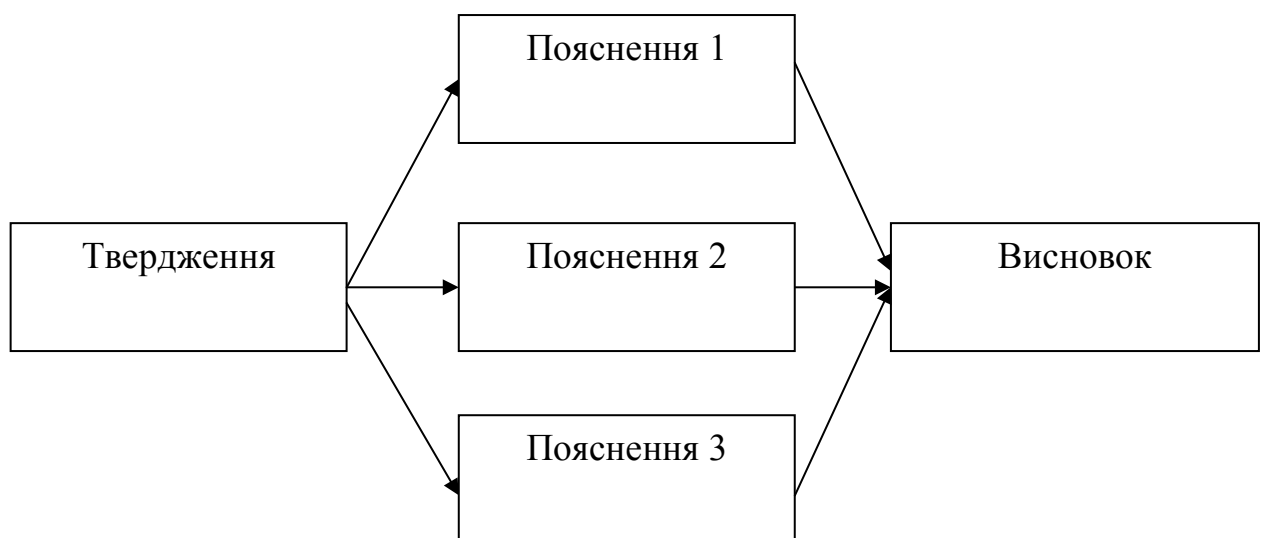 Пояснення 1
Твердження
Пояснення 2
Висновок
Пояснення 3